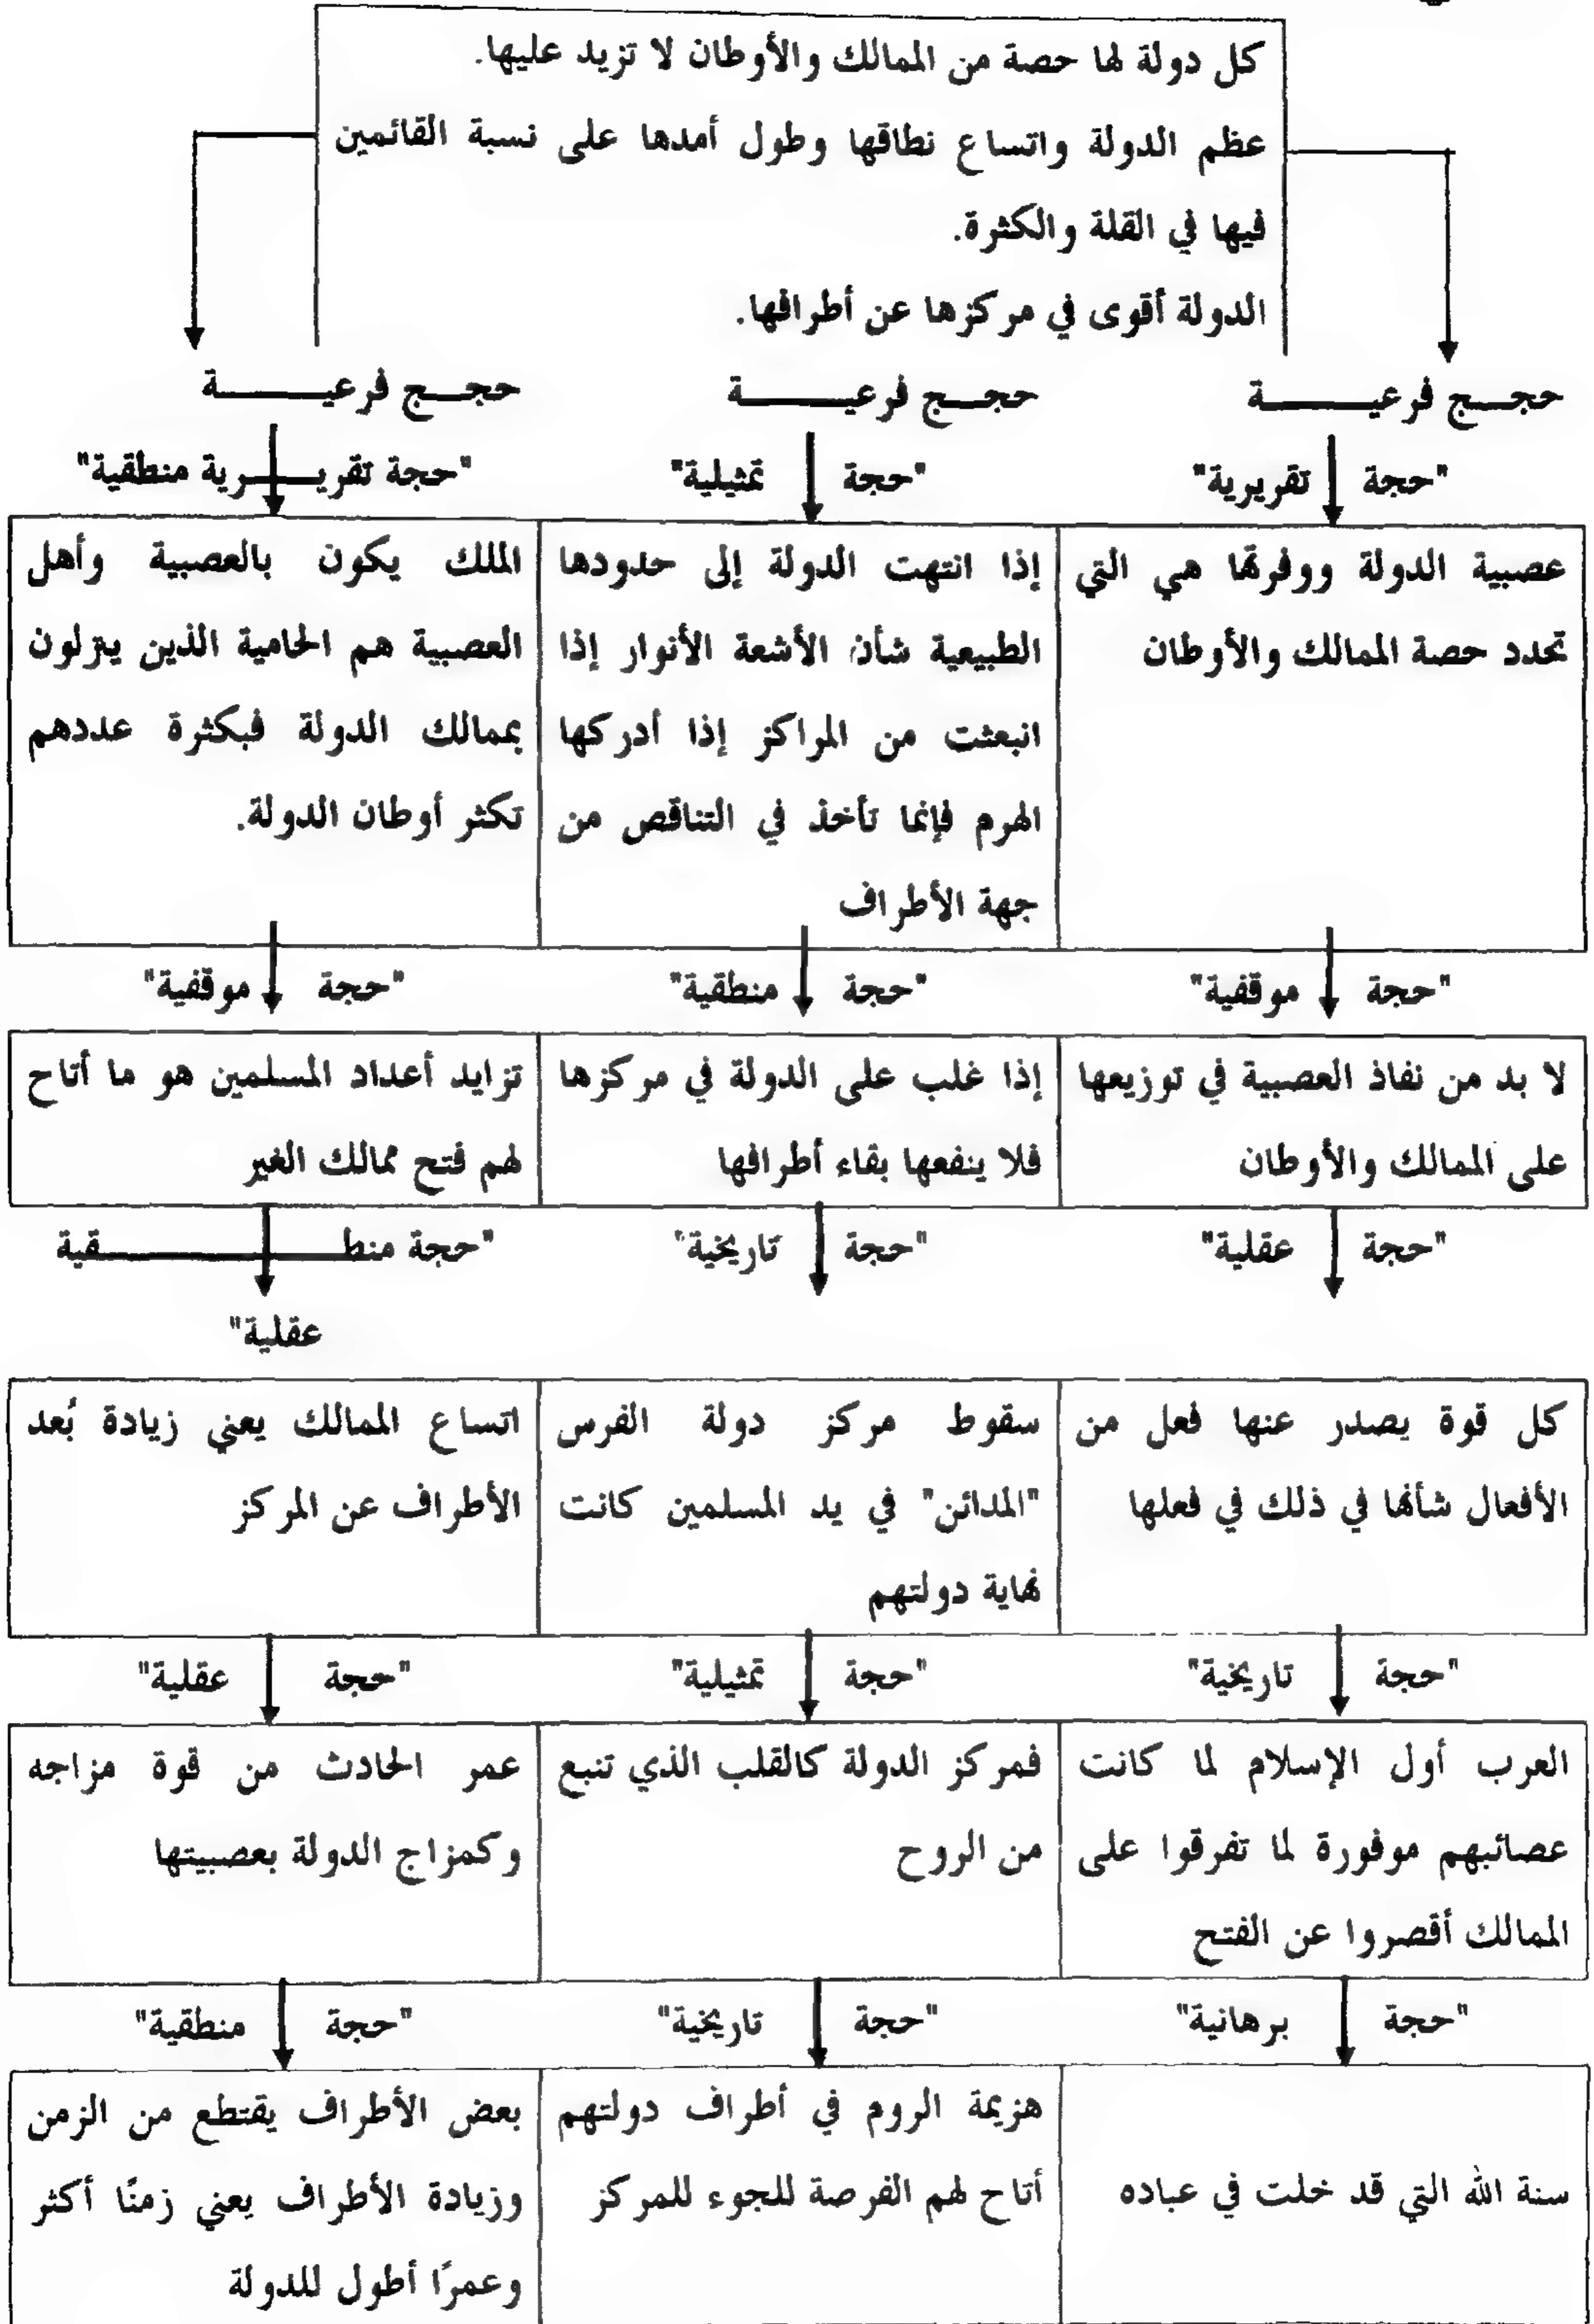 كل دولة لها حصة من الممالك والأوطان لا تزيد عليها.
عظم الدولة واتساع نطاقها وطول أمدها على نسبة القائمين
فيها في القلة والكثرة.
الدولة أقوى في مركزها عن أطرافها.
حجج فرعية
"حجة تقريرية"
عصبية الدولة ووفرتها هي التي
تحدد حصة الممالك والأوطان
"حجة موقفية"
لا بد من نفاذ العصبية في توزيعها
على الممالك والأوطان
"حجة عقلية"
كل قوة يصدر عنها فعل من
الأفعال شأنها في ذلك في فعلها
"حجة تاريخية"
العرب أول الإسلام لما كانت
عصائبهم موفورة لما تفرقوا على
الممالك أقصروا عن الفتح
"حجة برهانية"
سنة الله التي قد خلت في عباده
حجج فرعية
"حجة تمثيلية"
إذا انتهت الدولة إلى حدودها
الطبيعية شأن الأشعة الأنوار إذا
انبعثت من المراكز إذا أدركها
الهرم فإنما تأخذ في التناقص من
جهة الأطراف
"حجة منطقية"
إذا غلب على الدولة في مركزها
فلا ينفعها بقاء أطرافها
"حجة تاريخية"
سقوط مركز دولة الفرس
"المدائن" في يد المسلمين كانت
نهاية دولتهم
"حجة تمثيلية"
فمركز الدولة كالقلب الذي تنبع
من الروح
"حجة تاريخية"
هزيمة الروم في أطراف دولتهم
أتاح لهم الفرصة للجوء للمركز
حجج فرعية
"حجة تقريرية منطقية"
الملك يكون بالعصبية وأهل
العصبية هم الحامية الذين ينزلون
بممالك الدولة فبكثرة عددهم
تكثر أوطان الدولة.
"حجة موقفية"
تزايد أعداد المسلمين هو ما أتاح
لهم فتح ممالك الغير
"حجة منطقية
عقلية"
اتساع الممالك يعني زيادة بُعد
الأطراف عن المركز
"حجة عقلية"
عمر الحادث من قوة مزاجه
وكمزاج الدولة بعصبيتها
"حجة منطقية"
بعض الأطراف يقتطع من الزمن
وزيادة الأطراف يعني زمنًا أكثر
وعمرًا أطول للدولة